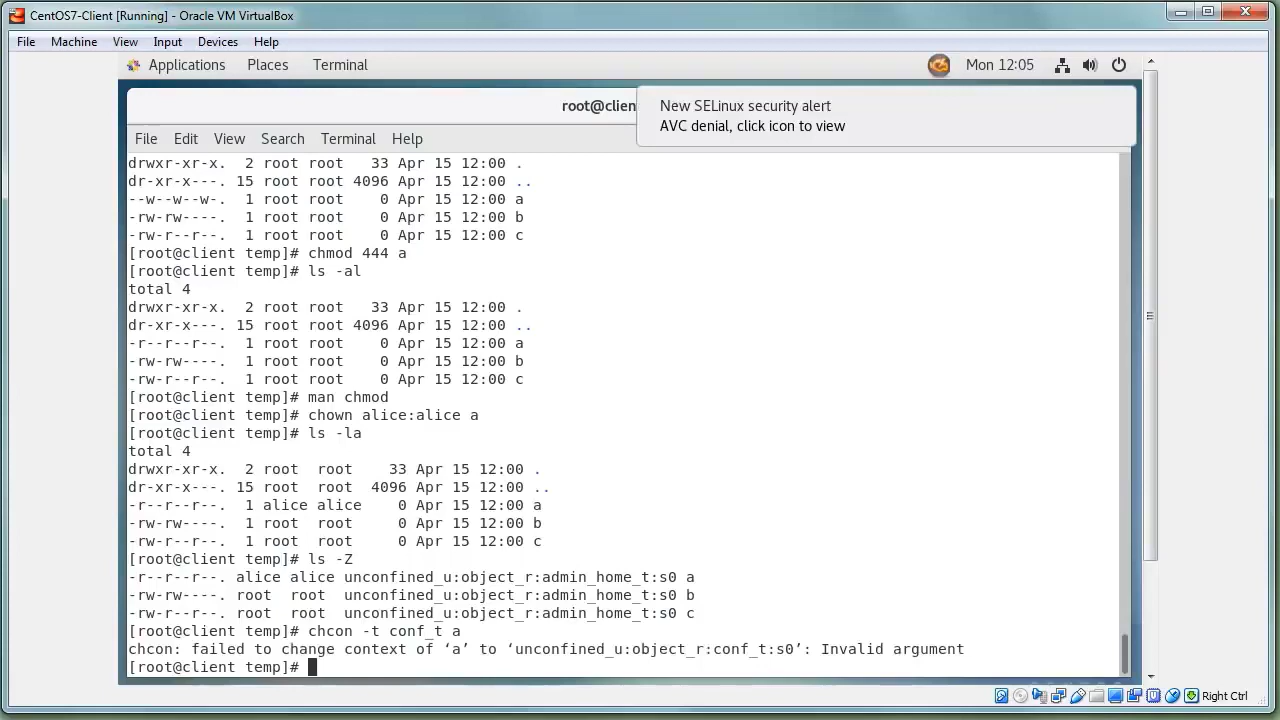 CentOS7-Client [Running] - Oracle VM VirtualBox
File Machine View Input Devices Help
Applications Places Terminal Mon 12:05
root@clien
New SELinux security alert
AVC denial, click icon to view
File Edit View Search Terminal Help
drwxr-xr-x.  2 root root   33 Apr 15 12:00 .
dr-xr-x---. 15 root root 4096 Apr 15 12:00 ..
--w--w--w-.  1 root root    0 Apr 15 12:00 a
-rw-rw----.  1 root root    0 Apr 15 12:00 b
-rw-r--r--.  1 root root    0 Apr 15 12:00 c
[root@client temp]# chmod 444 a
[root@client temp]# ls -al
total 4
drwxr-xr-x.  2 root root   33 Apr 15 12:00 .
dr-xr-x---. 15 root root 4096 Apr 15 12:00 ..
-r--r--r--.  1 root root    0 Apr 15 12:00 a
-rw-rw----.  1 root root    0 Apr 15 12:00 b
-rw-r--r--.  1 root root    0 Apr 15 12:00 c
[root@client temp]# man chmod
[root@client temp]# chown alice:alice a
[root@client temp]# ls -la
total 4
drwxr-xr-x.  2 root  root    33 Apr 15 12:00 .
dr-xr-x---. 15 root  root  4096 Apr 15 12:00 ..
-r--r--r--.  1 alice alice    0 Apr 15 12:00 a
-rw-rw----.  1 root  root     0 Apr 15 12:00 b
-rw-r--r--.  1 root  root     0 Apr 15 12:00 c
[root@client temp]# ls -Z
-r--r--r--. alice alice unconfined_u:object_r:admin_home_t:s0 a
-rw-rw----. root  root  unconfined_u:object_r:admin_home_t:s0 b
-rw-r--r--. root  root  unconfined_u:object_r:admin_home_t:s0 c
[root@client temp]# chcon -t conf_t a
chcon: failed to change context of ‘a’ to ‘unconfined_u:object_r:conf_t:s0’: Invalid argument
[root@client temp]#
Right Ctrl